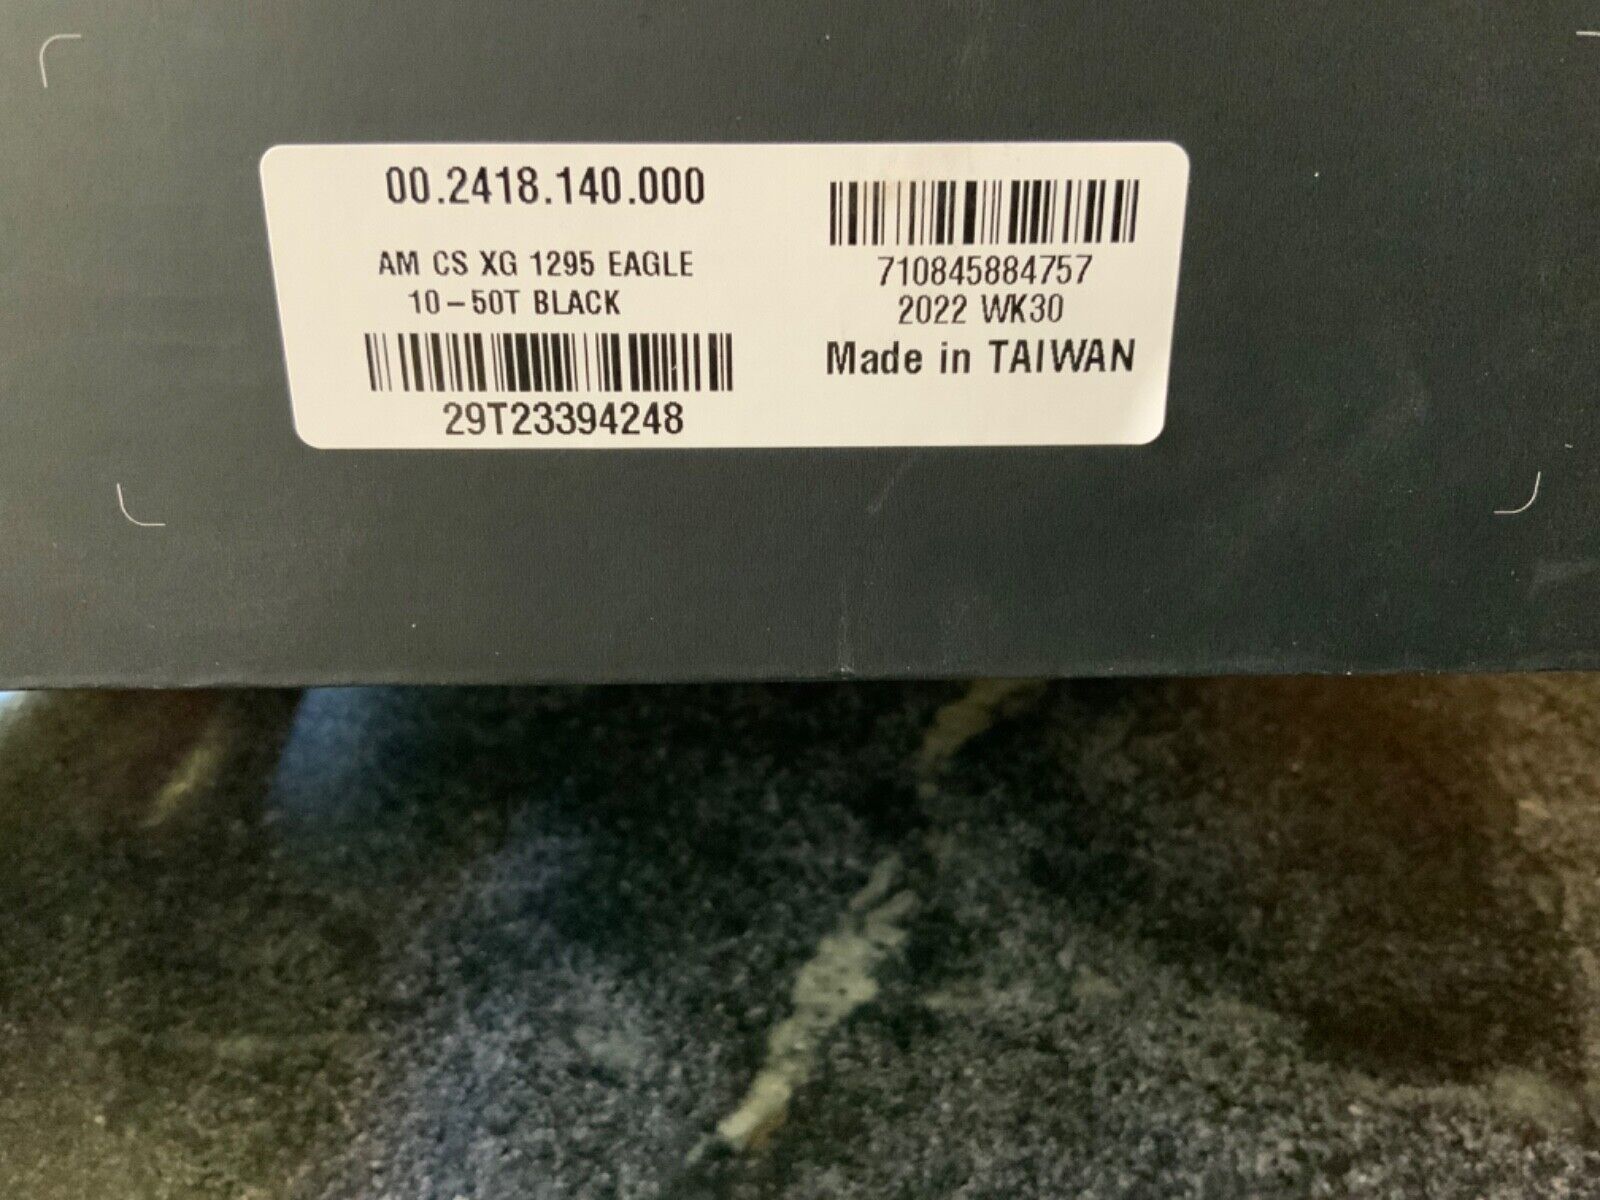 00.2418.140.000
AM CS XG 1295 EAGLE
10-50T BLACK
29T23394248
710845884757
2022 WK30
Made in TAIWAN